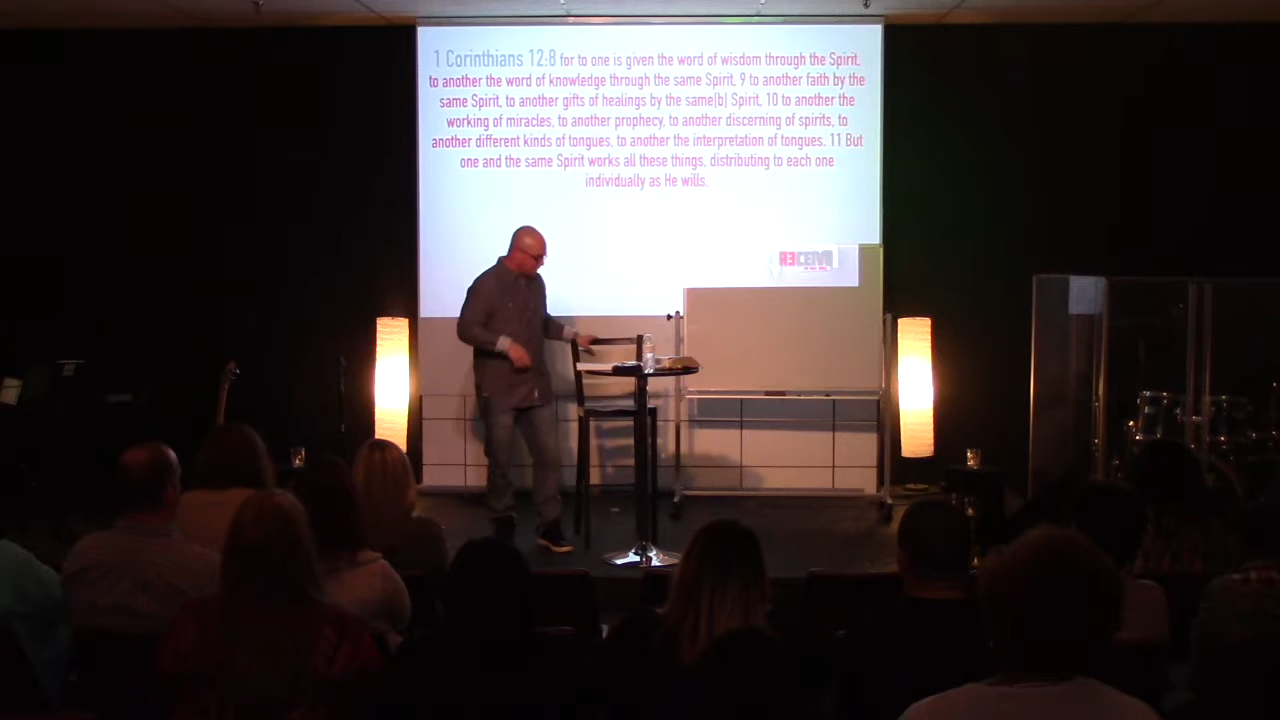 1 Corinthians 12:8 for to one is given the word of wisdom through the Spirit,
to another the word of knowledge through the same Spirit, 9 to another faith by the
same Spirit, to another gifts of healings by the same[b] Spirit, 10 to another the
working of miracles, to another prophecy, to another discerning of spirits, to
another different kinds of tongues, to another the interpretation of tongues. 11 But
one and the same Spirit works all these things, distributing to each one
individually as He wills.